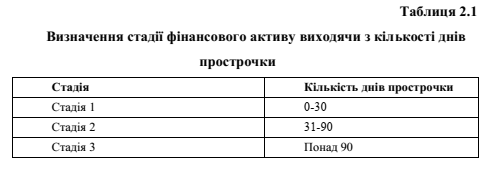 Таблиця 2.1
Визначення стадії фінансового активу виходячи з кількості днів
прострочки
Стадія Кількість днів прострочки
Стадія 1 0-30
Стадія 2 31-90
Стадія 3 Понад 90